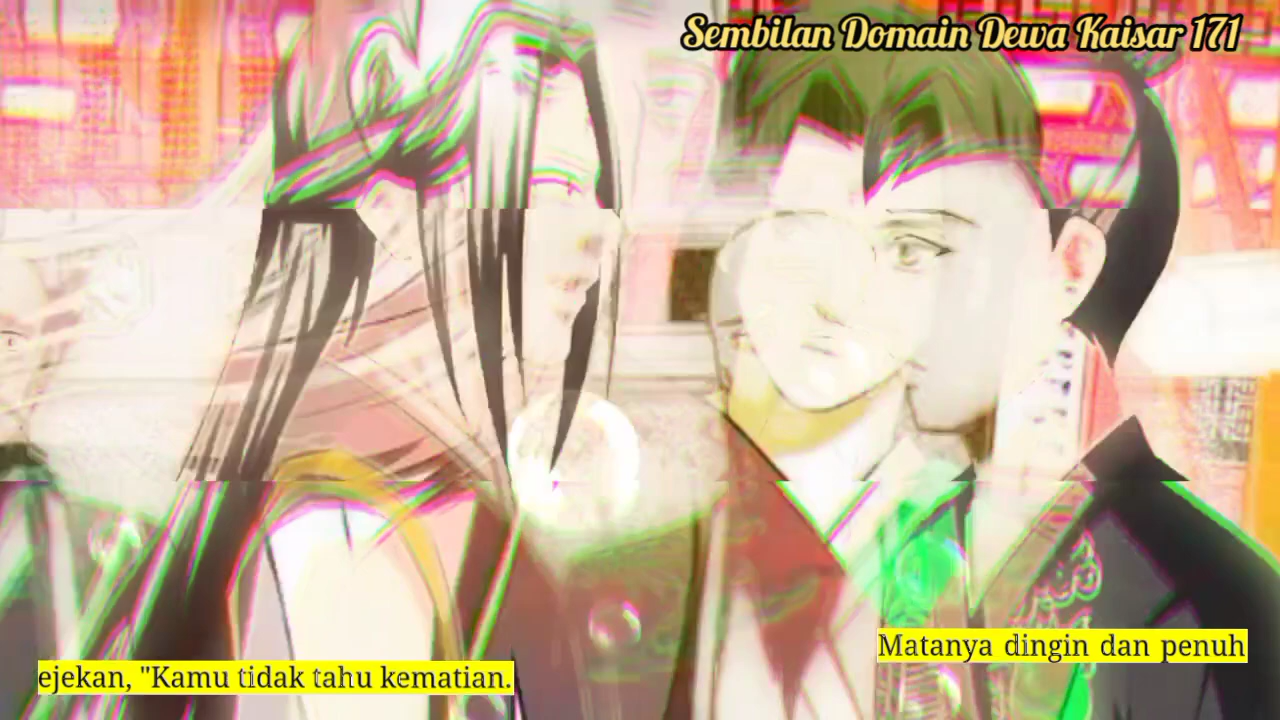 Sembilan Domain Dewa Kaisar 171
Matanya dingin dan penuh
ejekan, "Kamu tidak tahu kematian.